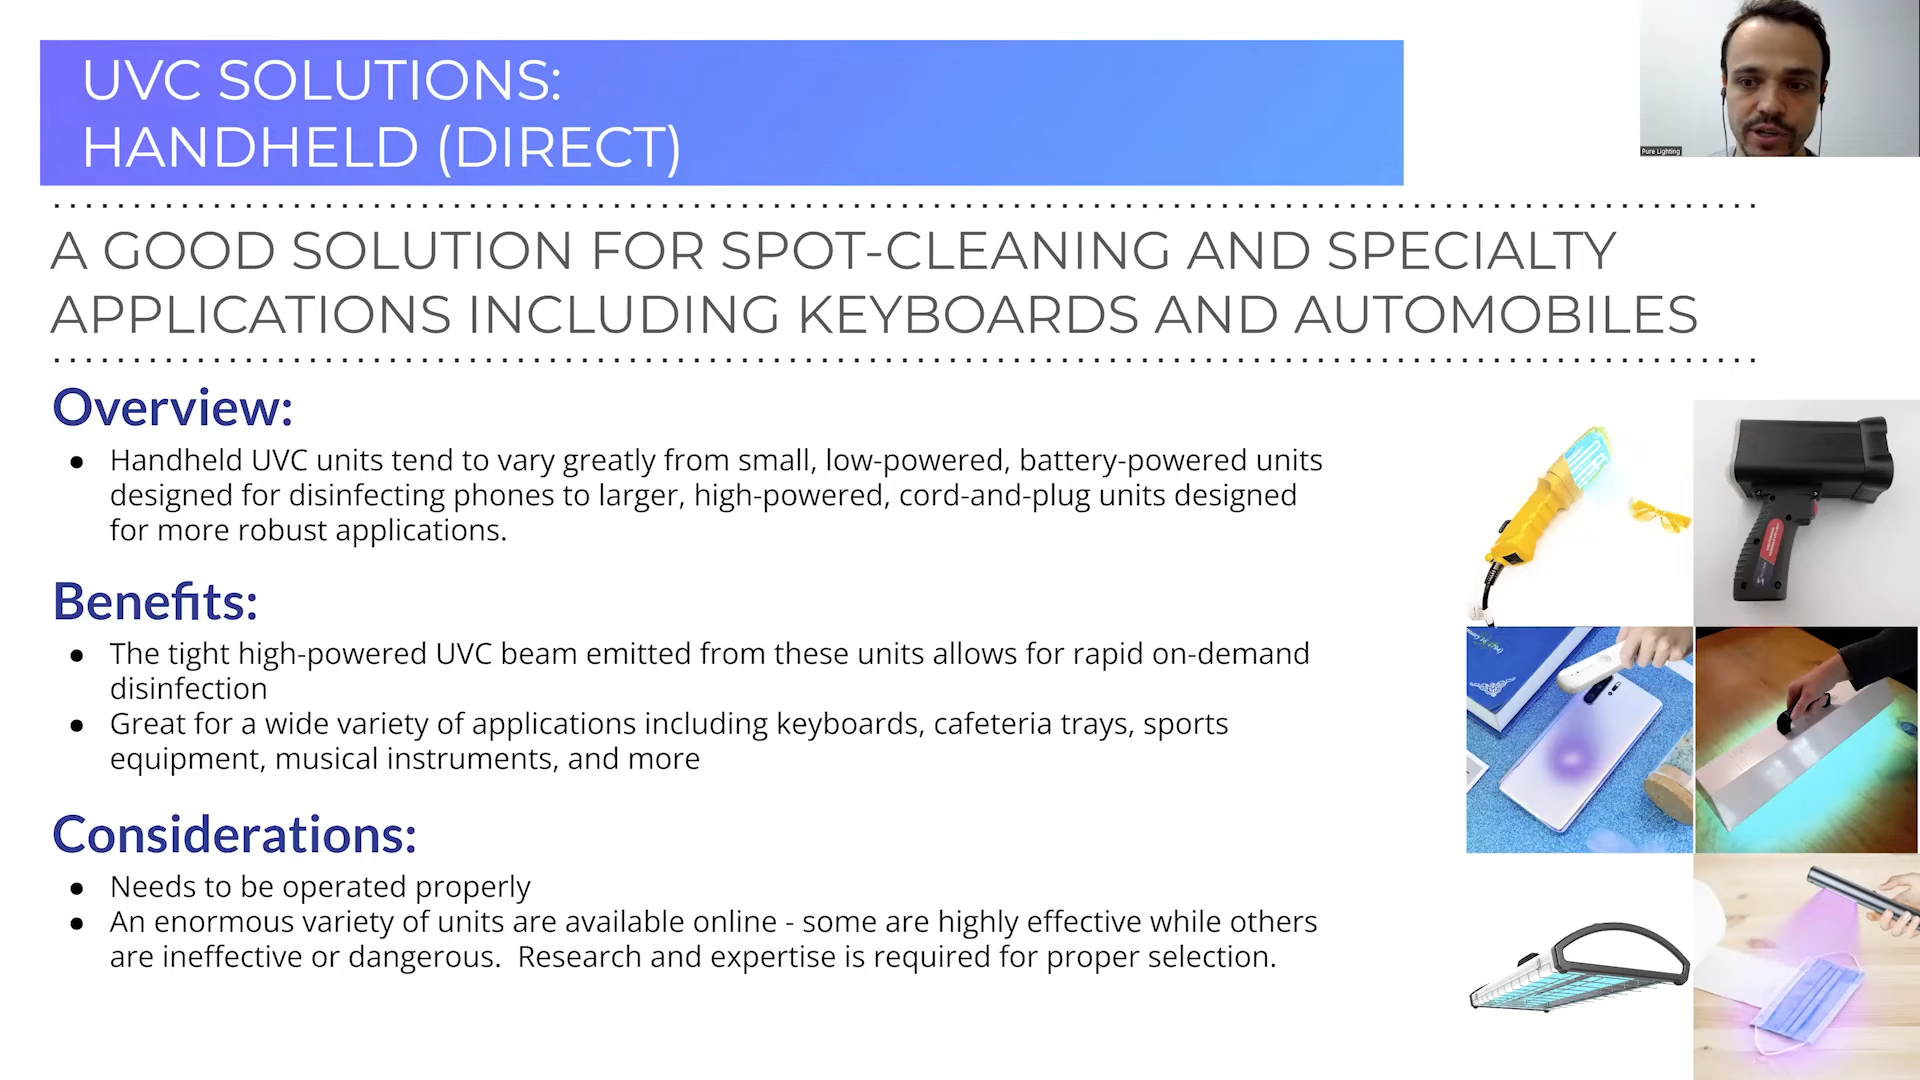 UVC SOLUTIONS:
HANDHELD (DIRECT)
Pure Lighting
A GOOD SOLUTION FOR SPOT-CLEANING AND SPECIALTY
APPLICATIONS INCLUDING KEYBOARDS AND AUTOMOBILES
Overview:
● Handheld UVC units tend to vary greatly from small, low-powered, battery-powered units
designed for disinfecting phones to larger, high-powered, cord-and-plug units designed
for more robust applications.
Benefits:
● The tight high-powered UVC beam emitted from these units allows for rapid on-demand
disinfection
● Great for a wide variety of applications including keyboards, cafeteria trays, sports
equipment, musical instruments, and more
Considerations:
● Needs to be operated properly
● An enormous variety of units are available online - some are highly effective while others
are ineffective or dangerous.  Research and expertise is required for proper selection.